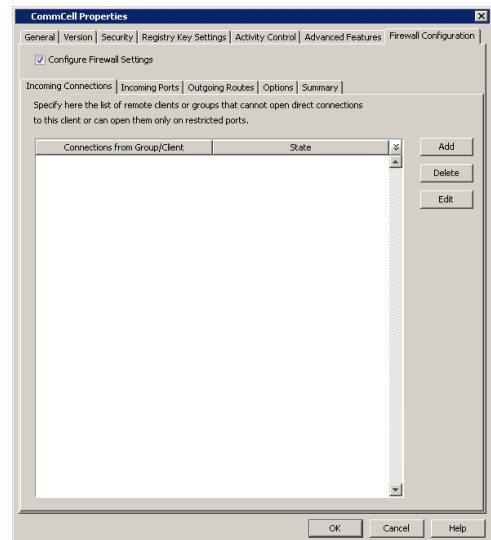 CommCell Properties
General Version Security Registry Key Settings Activity Control Advanced Features Firewall Configuration
Configure Firewall Settings
Incoming Connections Incoming Ports Outgoing Routes Options Summary
Specify here the list of remote clients or groups that cannot open direct connections
to this client or can open them only on restricted ports.
Connections from Group/Client State
Add
Delete
Edit
OK Cancel Help